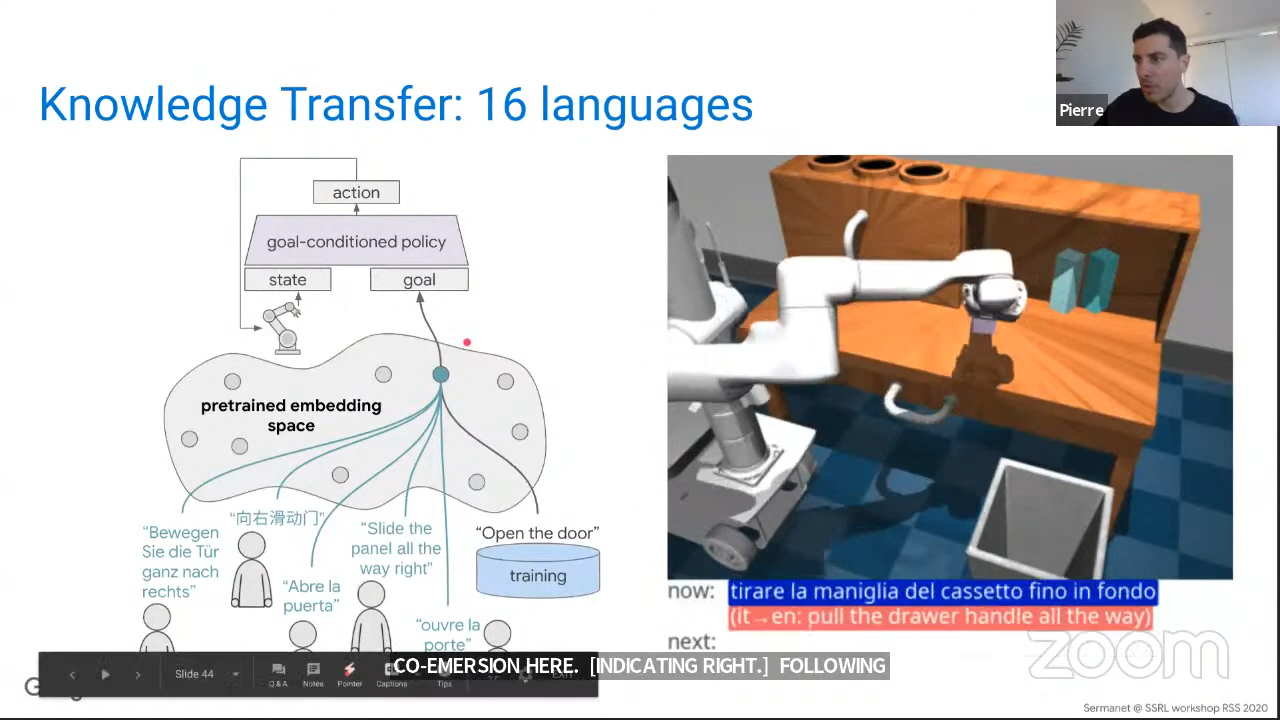 Knowledge Transfer: 16 languages
Pierre
action
goal-conditioned policy
state
goal
pretrained embedding
space
“Bewegen
Sie die Tür
ganz nach
rechts”
“向右滑动门”
“Abre la
puerta”
“Slide the
panel all the
way right”
“ouvre la
porte”
“Open the door”
training
now: tirare la maniglia del cassetto fino in fondo
(it→en: pull the drawer handle all the way)
next:
CO-EMERSION HERE. [INDICATING RIGHT.] FOLLOWING
Slide 44
Q & A
Notes
Pointer
Captions
Tips
EXIT
zoom
Sermanet @ SSRL workshop RSS 2020